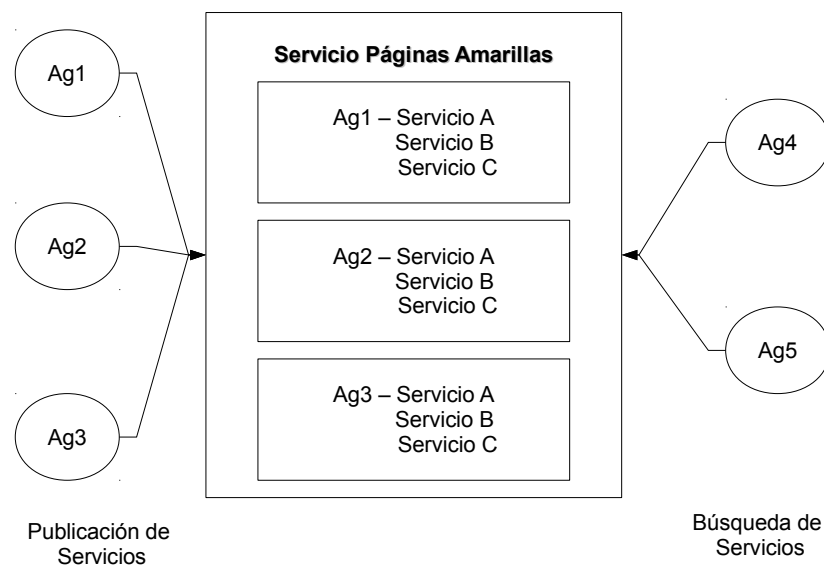 Ag1
Ag2
Ag3
Publicación de
Servicios
Servicio Páginas Amarillas
Ag1 – Servicio A
Servicio B
Servicio C
Ag2 – Servicio A
Servicio B
Servicio C
Ag3 – Servicio A
Servicio B
Servicio C
Ag4
Ag5
Búsqueda de
Servicios